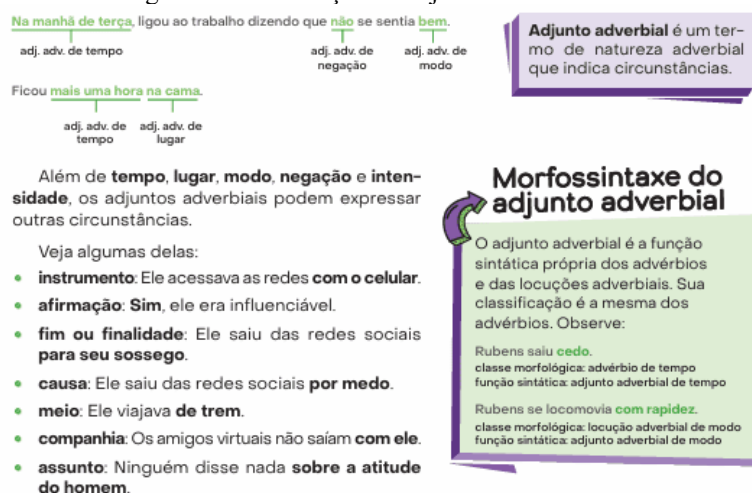 Na manhã de terça, ligou ao trabalho dizendo que não se sentia bem.
adj. adv. de tempo
adj. adv. de
negação
adj. adv. de
modo
Ficou mais uma hora na cama.
adj. adv. de
tempo
adj. adv. de
lugar
Adjunto adverbial é um ter-
mo de natureza adverbial
que indica circunstâncias.
Além de tempo, lugar, modo, negação e inten-
sidade, os adjuntos adverbiais podem expressar
outras circunstâncias.
Veja algumas delas:
• instrumento: Ele acessava as redes com o celular.
• afirmação: Sim, ele era influenciável.
• fim ou finalidade: Ele saiu das redes sociais
para seu sossego.
• causa: Ele saiu das redes sociais por medo.
• meio: Ele viajava de trem.
• companhia: Os amigos virtuais não saíam com ele.
• assunto: Ninguém disse nada sobre a atitude
do homem.
Morfossintaxe do
adjunto adverbial
O adjunto adverbial é a função
sintática própria dos advérbios
e das locuções adverbiais. Sua
classificação é a mesma dos
advérbios. Observe:
Rubens saiu cedo.
classe morfológica: advérbio de tempo
função sintática: adjunto adverbial de tempo
Rubens se locomovia com rapidez.
classe morfológica: locução adverbial de modo
função sintática: adjunto adverbial de modo